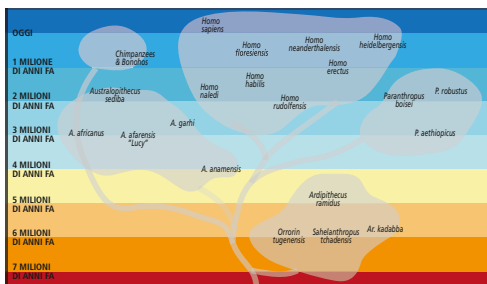 Homo
sapiens
OGGI
Homo
floresiensis
Homo
neanderthalensis
Homo
heidelbergensis
Chimpanzees
& Bonohos
1 MILIONE
DI ANNI FA
Homo
erectus
Homo
habilis
Homo
naledi
Homo
rudolfensis
Australopithecus
sediba
Paranthropus
boisei
P. robustus
2 MILIONI
DI ANNI FA
A. garhi
A. africanus
A. afarensis
"Lucy"
P. aethiopicus
3 MILIONI
DI ANNI FA
A. anamensis
4 MILIONI
DI ANNI FA
Ardipithecus
ramidus
5 MILIONI
DI ANNI FA
Orrorin
tugenensis
Sahelanthropus
tchadensis
Ar. kadabba
6 MILIONI
DI ANNI FA
7 MILIONI
DI ANNI FA